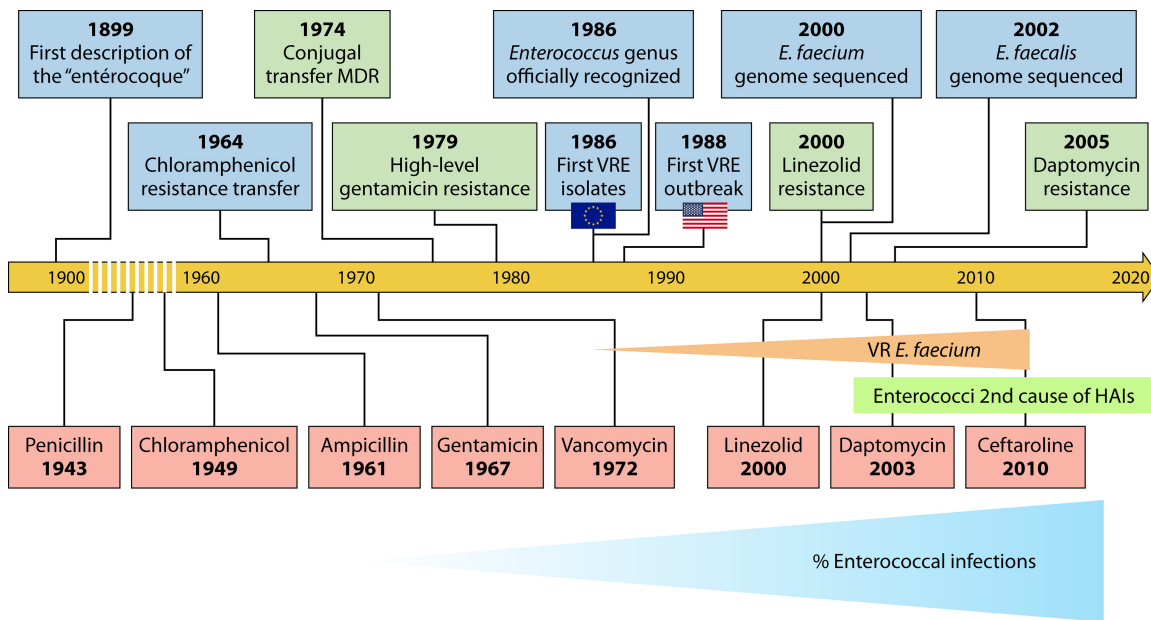 1899
First description of
the “entérocoque”
1974
Conjugal
transfer MDR
1986
Enterococcus genus
officially recognized
2000
E. faecium
genome sequenced
2002
E. faecalis
genome sequenced
1964
Chloramphenicol
resistance transfer
1979
High-level
gentamicin resistance
1986
First VRE
isolates
1988
First VRE
outbreak
2000
Linezolid
resistance
2005
Daptomycin
resistance
1900 1960 1970 1980 1990 2000 2010 2020
VR E. faecium
Enterococci 2nd cause of HAIs
Penicillin
1943
Chloramphenicol
1949
Ampicillin
1961
Gentamicin
1967
Vancomycin
1972
Linezolid
2000
Daptomycin
2003
Ceftaroline
2010
% Enterococcal infections